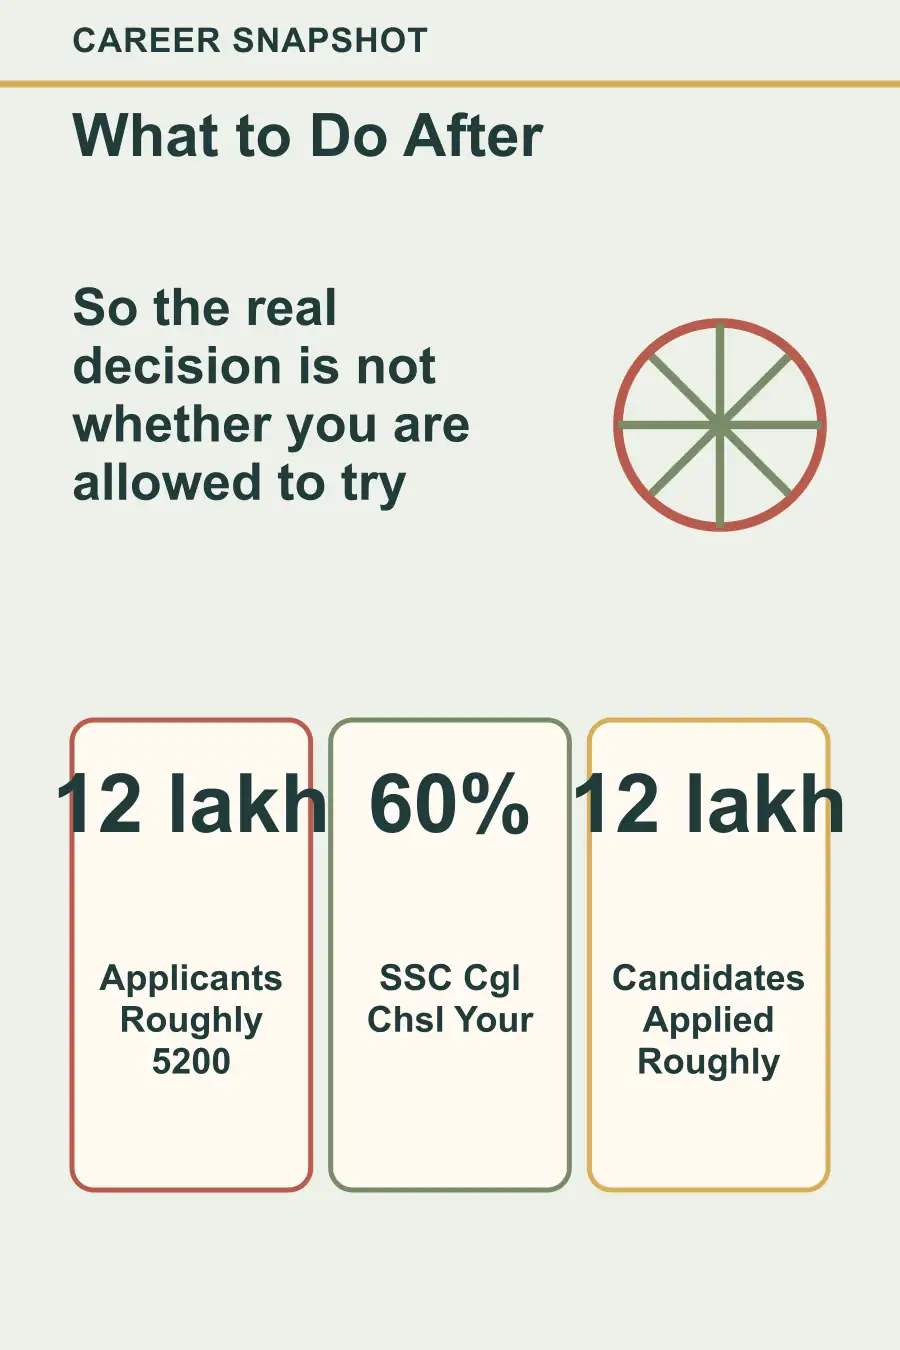 CAREER SNAPSHOT
What to Do After
So the real
decision is not
whether you are
allowed to try
12 lakh
Applicants
Roughly
5200
60%
SSC Cgl
Chsl Your
12 lakh
Candidates
Applied
Roughly